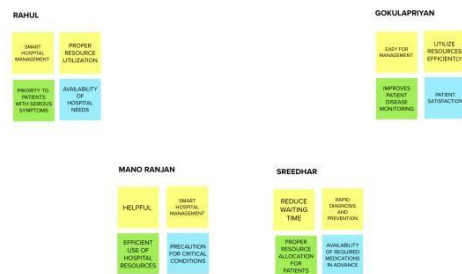 RAHUL
SMART
HOSPITAL
MANAGEMENT
PROPER
RESOURCE
UTILIZATION
PRIORITY TO
PATIENTS
WITH SERIOUS
SYMPTOMS
AVAILABILITY
OF
HOSPITAL
NEEDS
GOKULAPRIYAN
EASY FOR
MANAGEMENT
UTILIZE
RESOURCES
EFFICIENTLY
IMPROVES
PATIENT
DISEASE
MONITORING
PATIENT
SATISFACTION
MANO RANJAN
HELPFUL
SMART
HOSPITAL
MANAGEMENT
EFFICIENT
USE OF
HOSPITAL
RESOURCES
PRECAUTION
FOR CRITICAL
CONDITIONS
SREEDHAR
REDUCE
WAITING
TIME
RAPID
DIAGNOSIS
AND
PREVENTION
PROPER
RESOURCE
ALLOCATION
FOR
PATIENTS
AVAILABILITY
OF REQUIRED
MEDICATIONS
IN ADVANCE